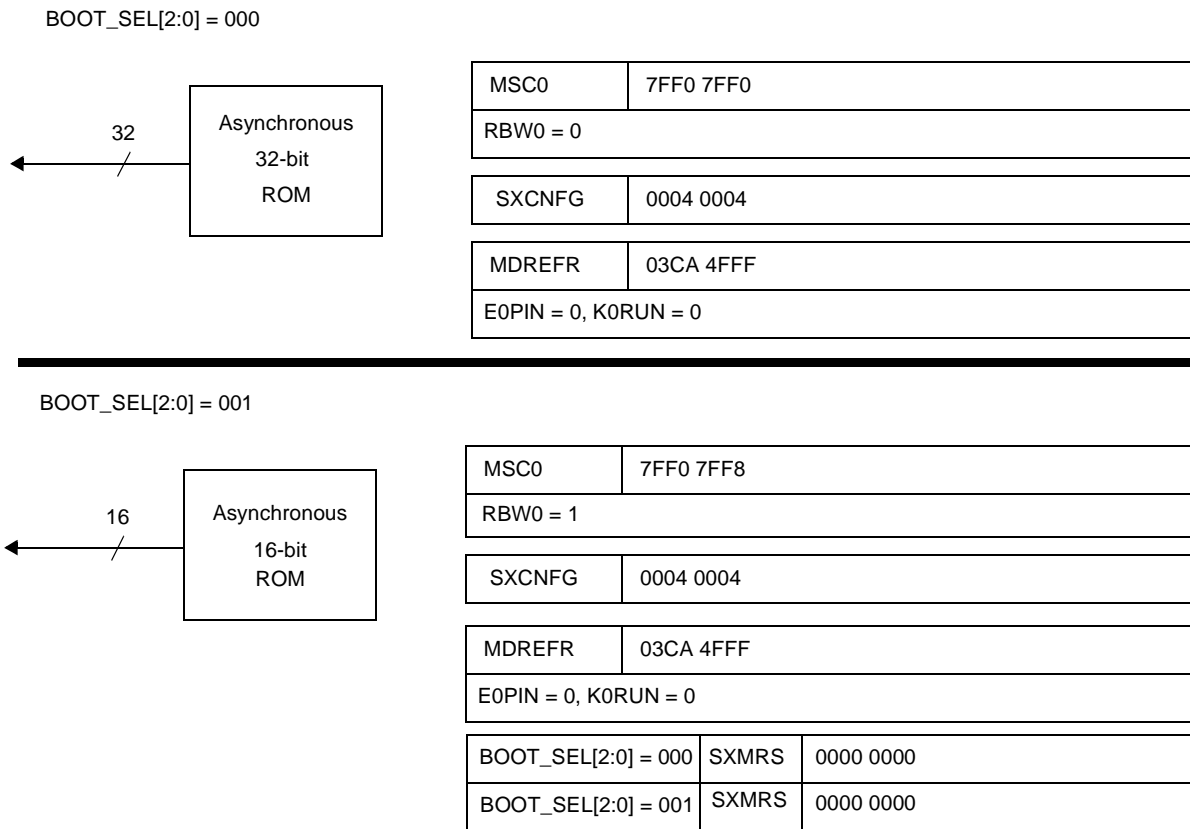 BOOT_SEL[2:0] = 000
32
Asynchronous
32-bit
ROM
MSC0 7FF0 7FF0
RBW0 = 0
SXCNFG 0004 0004
MDREFR 03CA 4FFF
E0PIN = 0, K0RUN = 0
BOOT_SEL[2:0] = 001
16
Asynchronous
16-bit
ROM
MSC0 7FF0 7FF8
RBW0 = 1
SXCNFG 0004 0004
MDREFR 03CA 4FFF
E0PIN = 0, K0RUN = 0
BOOT_SEL[2:0] = 000 SXMRS 0000 0000
BOOT_SEL[2:0] = 001 SXMRS 0000 0000